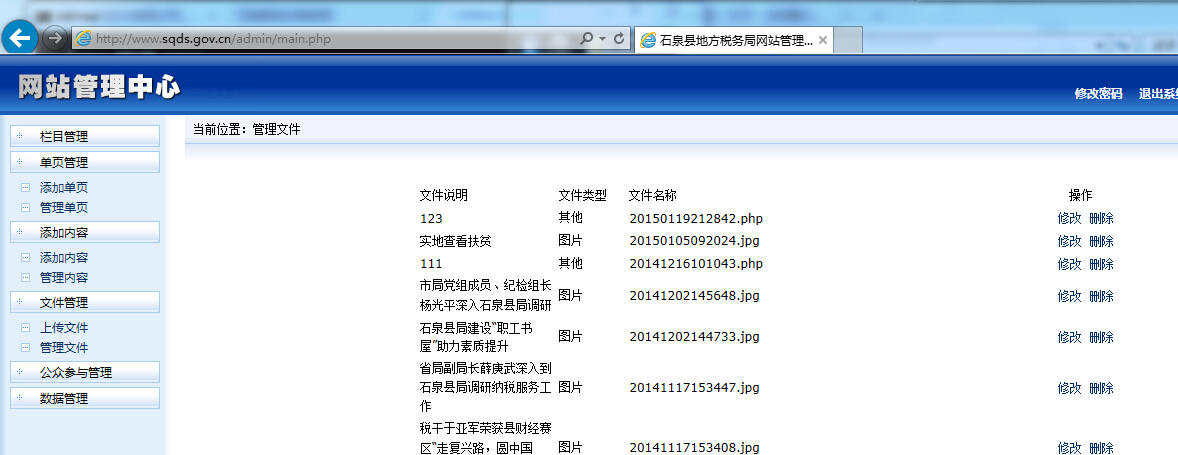 http://www.sqds.gov.cn/admin/main.php
石泉县地方税务局网站管理...
网站管理中心
修改密码 退出系统
当前位置：管理文件
栏目管理
单页管理
添加单页
管理单页
添加内容
添加内容
管理内容
文件管理
上传文件
管理文件
公众参与管理
数据管理
文件说明 文件类型 文件名称 操作
123 其他 20150119212842.php 修改 删除
实地查看扶贫 图片 20150105092024.jpg 修改 删除
111 其他 20141216101043.php 修改 删除
市局党组成员、纪检组长
杨光平深入石泉县局调研 图片 20141202145648.jpg 修改 删除
石泉县局建设“职工书
屋”助力素质提升 图片 20141202144733.jpg 修改 删除
省局副局长薛庚武深入到
石泉县局调研纳税服务工 图片 20141117153447.jpg 修改 删除
作
税干于亚军荣获县财经赛
区“走复兴路，圆中国 图片 20141117153408.jpg 修改 删除